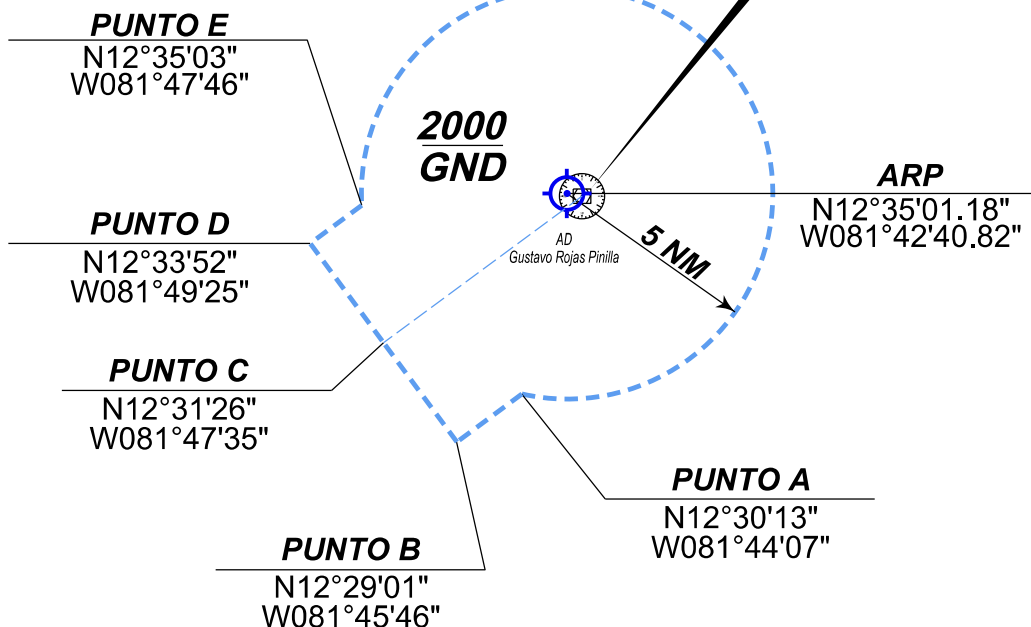 PUNTO E
N12°35'03"
W081°47'46"
2000
GND
ARP
N12°35'01.18"
W081°42'40.82"
PUNTO D
N12°33'52"
W081°49'25"
AD
Gustavo Rojas Pinilla
5 NM
PUNTO C
N12°31'26"
W081°47'35"
PUNTO A
N12°30'13"
W081°44'07"
PUNTO B
N12°29'01"
W081°45'46"